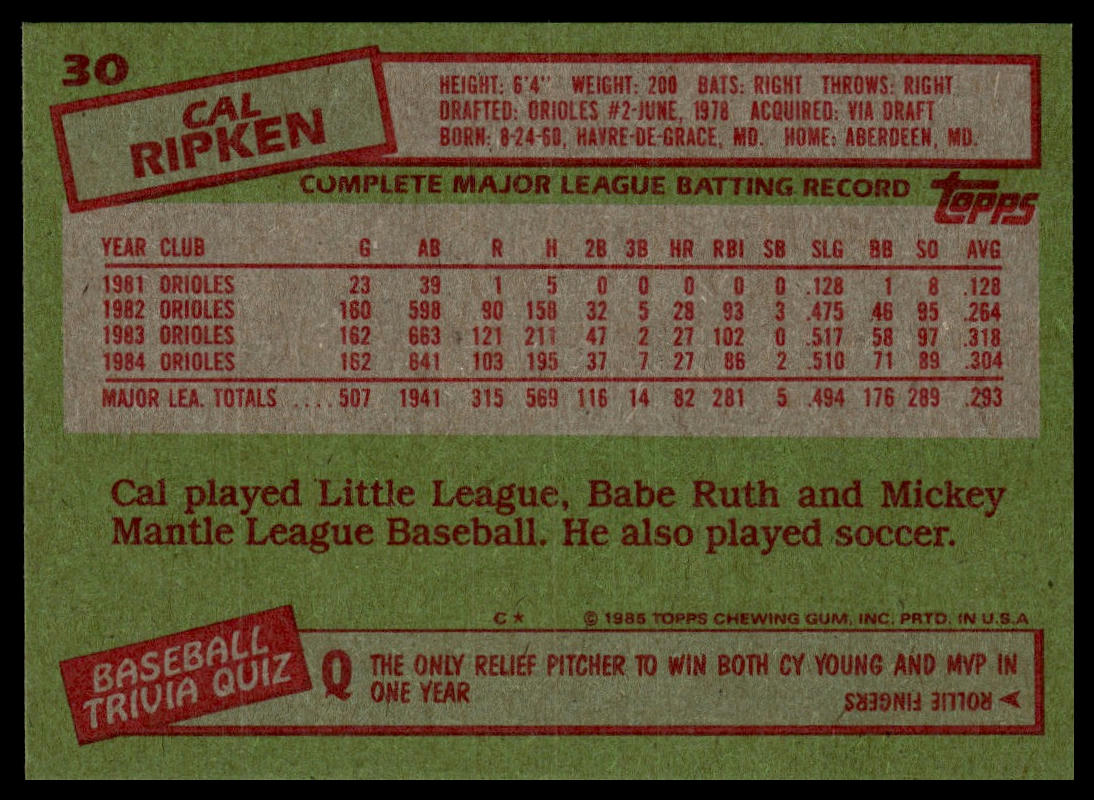 30
CAL
RIPKEN
HEIGHT: 6'4" WEIGHT: 200 BATS: RIGHT THROWS: RIGHT
DRAFTED: ORIOLES #2-JUNE, 1978 ACQUIRED: VIA DRAFT
BORN: 8-24-60, HAVRE-DE-GRACE, MD. HOME: ABERDEEN, MD.
COMPLETE MAJOR LEAGUE BATTING RECORD
topps
YEAR CLUB G AB R H 2B 3B HR RBI SB SLG BB SO AVG
1981 ORIOLES 23 39 1 5 0 0 0 0 0 .128 1 8 .128
1982 ORIOLES 160 598 90 158 32 5 28 93 3 .475 46 95 .264
1983 ORIOLES 162 663 121 211 47 2 27 102 0 .517 58 97 .318
1984 ORIOLES 162 641 103 195 37 7 27 86 2 .510 71 89 .304
MAJOR LEA. TOTALS ....507 1941 315 569 116 14 82 281 5 .494 176 289 .293
Cal played Little League, Babe Ruth and Mickey
Mantle League Baseball. He also played soccer.
C* © 1985 TOPPS CHEWING GUM, INC. PRTD. IN U.S.A
BASEBALL
TRIVIA QUIZ
Q THE ONLY RELIEF PITCHER TO WIN BOTH CY YOUNG AND MVP IN
ONE YEAR
ROLLIE FINGERS